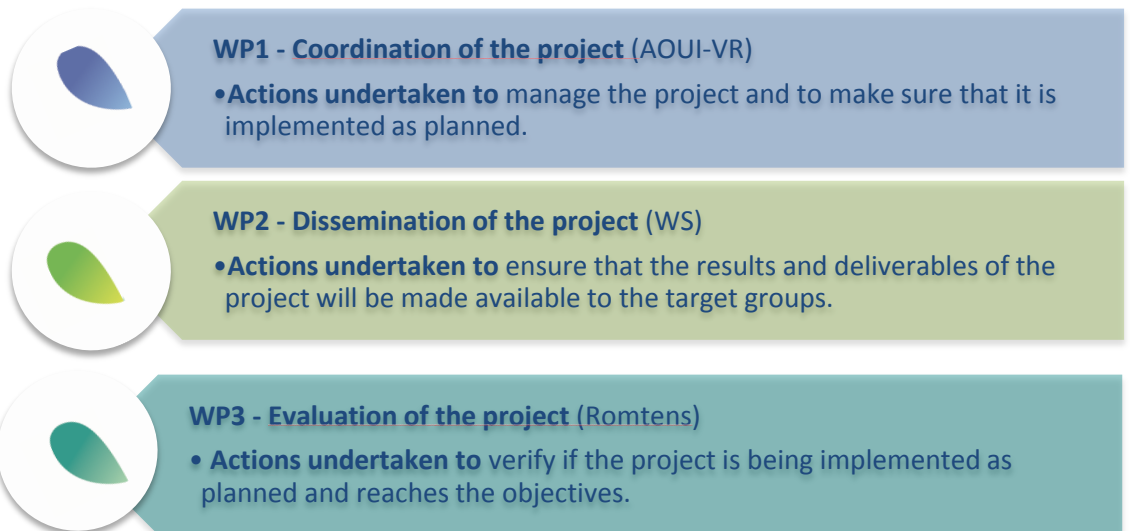 WP1 - Coordination of the project (AOUI-VR)
•Actions undertaken to manage the project and to make sure that it is
implemented as planned.
WP2 - Dissemination of the project (WS)
•Actions undertaken to ensure that the results and deliverables of the
project will be made available to the target groups.
WP3 - Evaluation of the project (Romtens)
• Actions undertaken to verify if the project is being implemented as
planned and reaches the objectives.